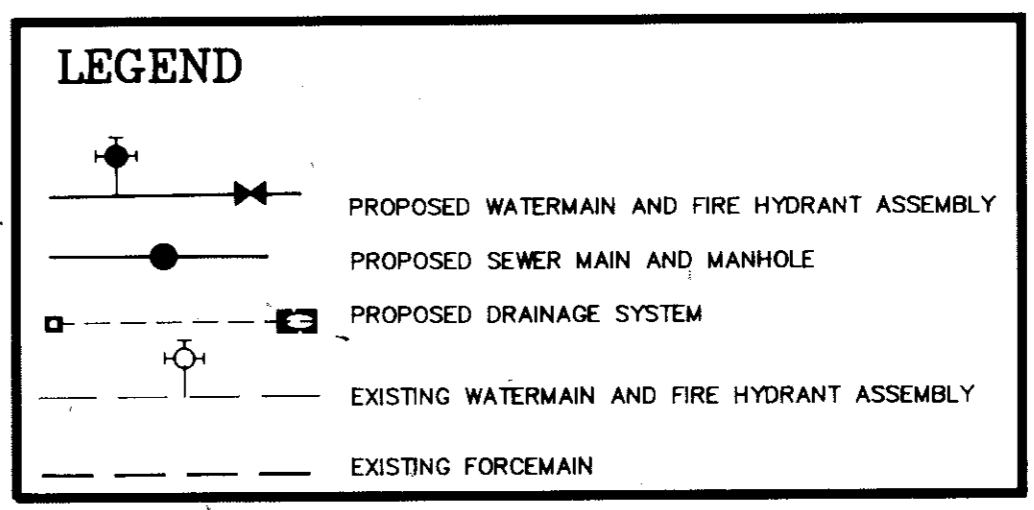 LEGEND
PROPOSED WATERMAIN AND FIRE HYDRANT ASSEMBLY
PROPOSED SEWER MAIN AND MANHOLE
PROPOSED DRAINAGE SYSTEM
EXISTING WATERMAIN AND FIRE HYDRANT ASSEMBLY
EXISTING FORCEMAIN